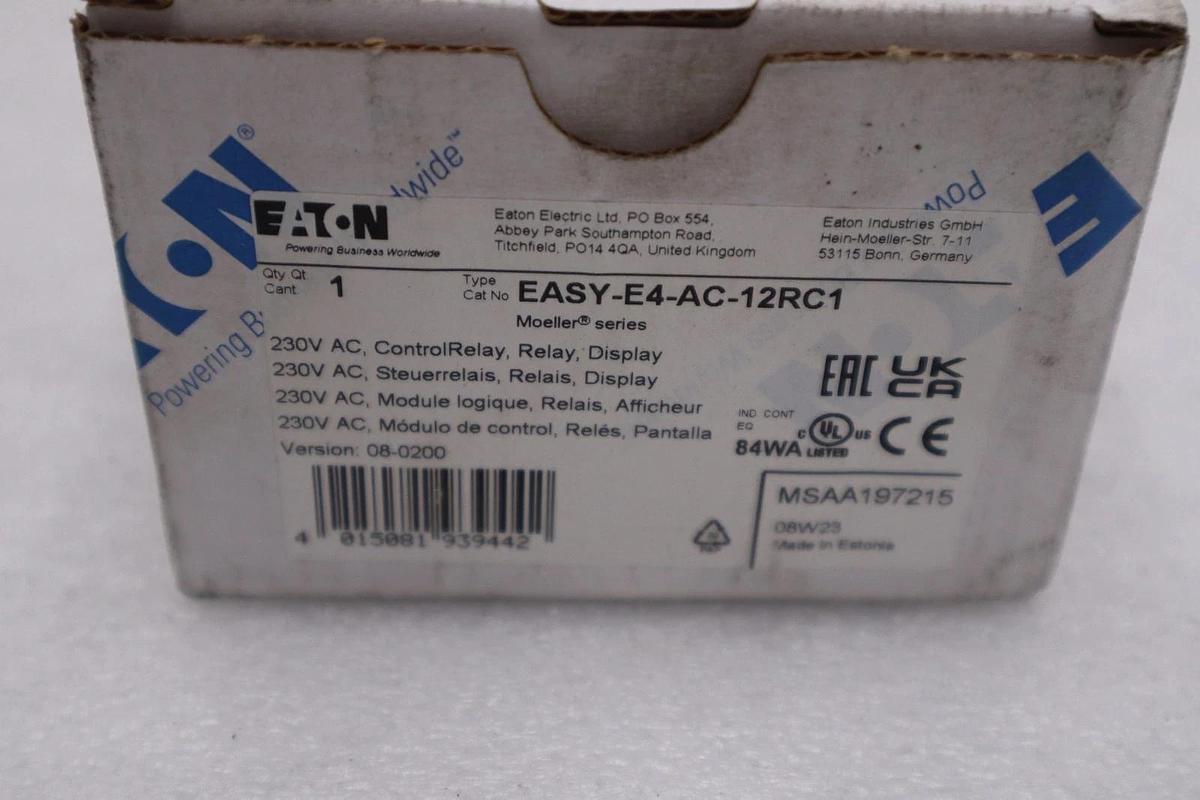 EATON
Powering Business Worldwide
Eaton Electric Ltd, PO Box 554,
Abbey Park Southampton Road,
Titchfield, PO14 4QA, United Kingdom
Eaton Industries GmbH
Hein-Moeller-Str. 7-11
53115 Bonn, Germany
Qty Qt
Cant
1
Type
Cat No
EASY-E4-AC-12RC1
Moeller® series
230V AC, ControlRelay, Relay, Display
230V AC, Steuerrelais, Relais, Display
230V AC, Module logique, Relais, Afficheur
230V AC, Módulo de control, Relés, Pantalla
Version: 08-0200
EAC
UK
CA
IND CONT
EQ
84WA
C UL US
LISTED
CE
4 015081 939442
MSAA197215
08W23
Made in Estonia
TON®
Powering B
wide™
Pow
E